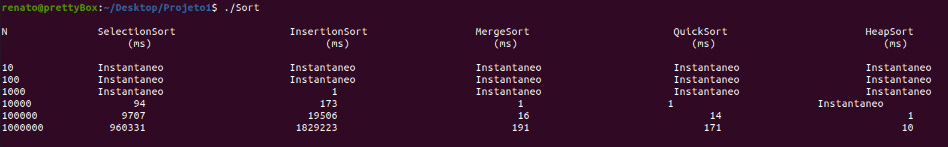 renato@prettyBox:~/Desktop/Projeto1$ ./Sort
N SelectionSort InsertionSort MergeSort QuickSort HeapSort
(ms) (ms) (ms) (ms) (ms)
10 Instantaneo Instantaneo Instantaneo Instantaneo Instantaneo
100 Instantaneo Instantaneo Instantaneo Instantaneo Instantaneo
1000 Instantaneo 1 Instantaneo Instantaneo Instantaneo
10000 94 173 1 1 Instantaneo
100000 9707 19506 16 14 1
1000000 960331 1829223 191 171 10